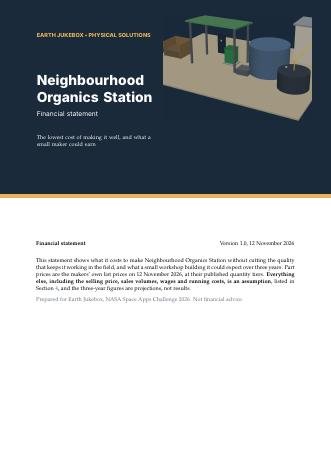 EARTH JUKEBOX • PHYSICAL SOLUTIONS
Neighbourhood
Organics Station
Financial statement
The lowest cost of making it well, and what a
small maker could earn
Financial statement
Version 1.0, 12 November 2026
This statement shows what it costs to make Neighbourhood Organics Station without cutting the quality
that keeps it working in the field, and what a small workshop building it could expect over three years. Part
prices are the makers' own list prices on 12 November 2026, at their published quantity tiers. Everything
else, including the selling price, sales volumes, wages and running costs, is an assumption, listed in
Section 4, and the three-year figures are projections, not results.
Prepared for Earth Jukebox, NASA Space Apps Challenge 2026. Not financial advice.